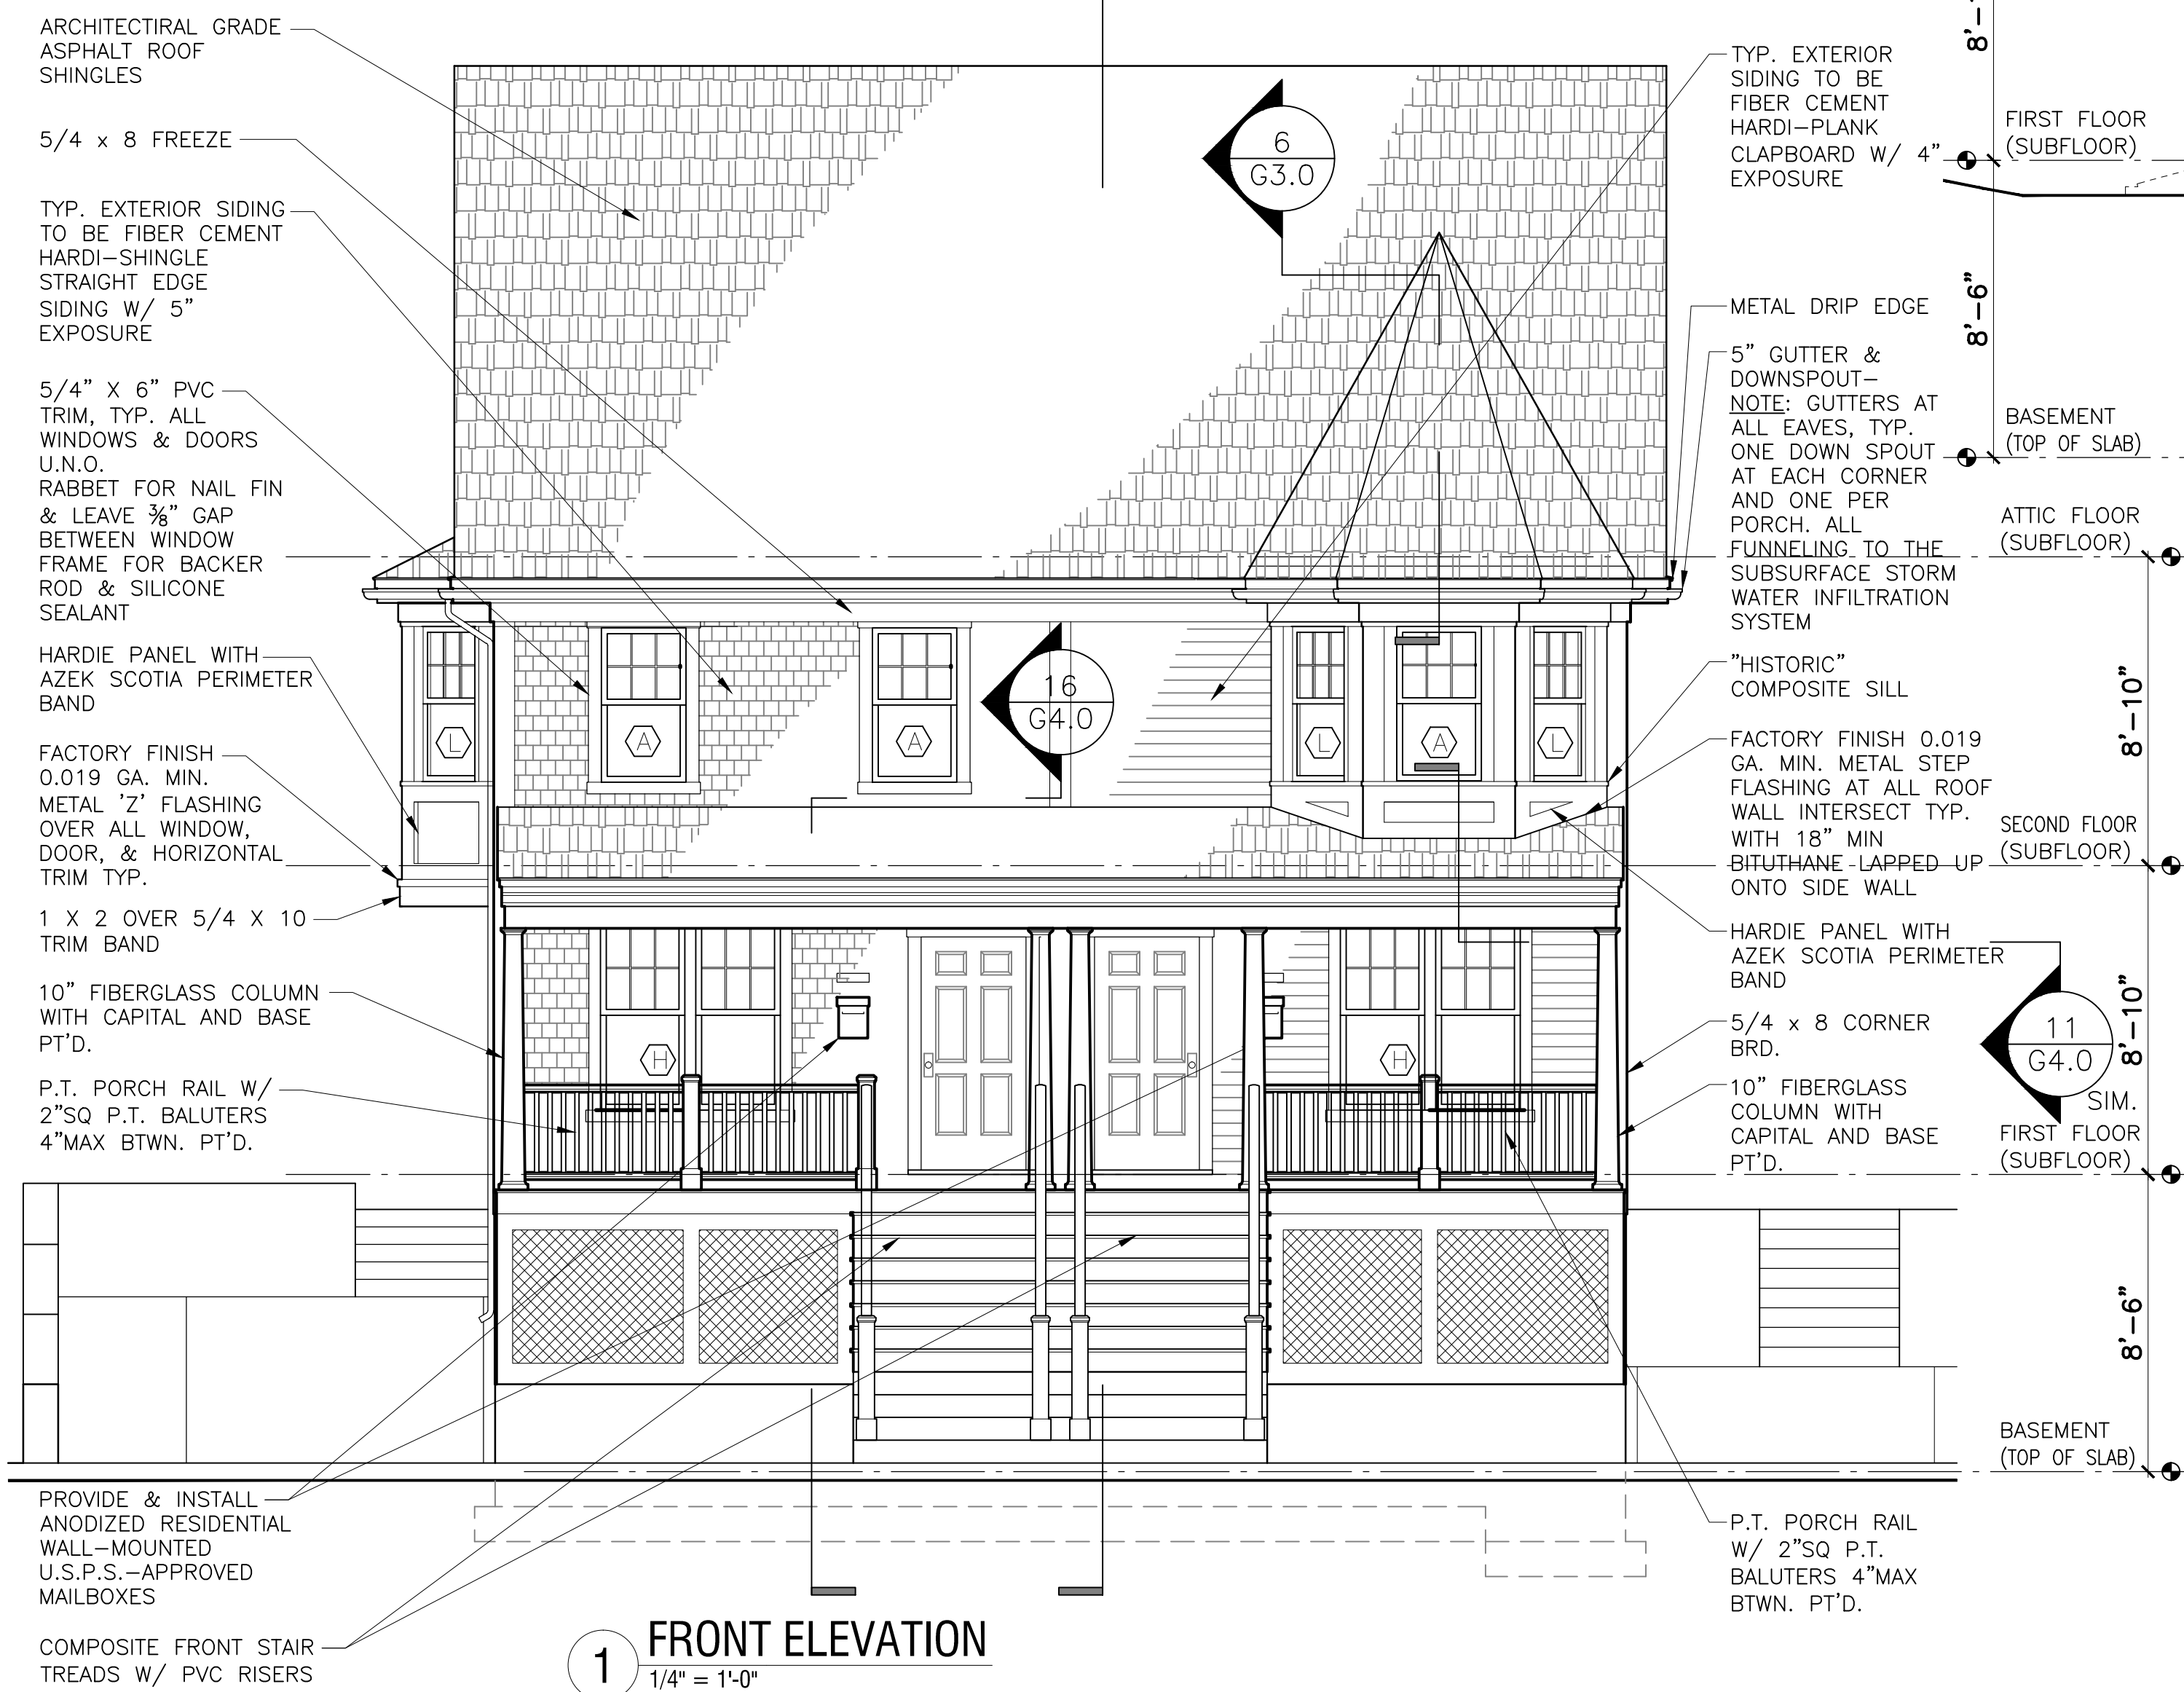 ARCHITECTIRAL GRADE
ASPHALT ROOF
SHINGLES
5/4 x 8 FREEZE
TYP. EXTERIOR SIDING
TO BE FIBER CEMENT
HARDI-SHINGLE
STRAIGHT EDGE
SIDING W/ 5"
EXPOSURE
5/4" X 6" PVC
TRIM, TYP. ALL
WINDOWS & DOORS
U.N.O.
RABBET FOR NAIL FIN
& LEAVE ⅜" GAP
BETWEEN WINDOW
FRAME FOR BACKER
ROD & SILICONE
SEALANT
HARDIE PANEL WITH
AZEK SCOTIA PERIMETER
BAND
FACTORY FINISH
0.019 GA. MIN.
METAL 'Z' FLASHING
OVER ALL WINDOW,
DOOR, & HORIZONTAL
TRIM TYP.
1 X 2 OVER 5/4 X 10
TRIM BAND
10" FIBERGLASS COLUMN
WITH CAPITAL AND BASE
PT'D.
P.T. PORCH RAIL W/
2"SQ P.T. BALUTERS
4"MAX BTWN. PT'D.
PROVIDE & INSTALL
ANODIZED RESIDENTIAL
WALL-MOUNTED
U.S.P.S.-APPROVED
MAILBOXES
COMPOSITE FRONT STAIR
TREADS W/ PVC RISERS
6
G3.0
16
G4.0
L
A
A
L
A
L
H
H
TYP. EXTERIOR
SIDING TO BE
FIBER CEMENT
HARDI-PLANK
CLAPBOARD W/ 4"
EXPOSURE
METAL DRIP EDGE
5" GUTTER &
DOWNSPOUT-
NOTE: GUTTERS AT
ALL EAVES, TYP.
ONE DOWN SPOUT
AT EACH CORNER
AND ONE PER
PORCH. ALL
FUNNELING TO THE
SUBSURFACE STORM
WATER INFILTRATION
SYSTEM
"HISTORIC"
COMPOSITE SILL
FACTORY FINISH 0.019
GA. MIN. METAL STEP
FLASHING AT ALL ROOF
WALL INTERSECT TYP.
WITH 18" MIN
BITUTHANE LAPPED UP
ONTO SIDE WALL
HARDIE PANEL WITH
AZEK SCOTIA PERIMETER
BAND
5/4 x 8 CORNER
BRD.
10" FIBERGLASS
COLUMN WITH
CAPITAL AND BASE
PT'D.
P.T. PORCH RAIL
W/ 2"SQ P.T.
BALUTERS 4"MAX
BTWN. PT'D.
FIRST FLOOR
(SUBFLOOR)
8'-6"
BASEMENT
(TOP OF SLAB)
ATTIC FLOOR
(SUBFLOOR)
8'-10"
SECOND FLOOR
(SUBFLOOR)
8'-10"
11
G4.0
SIM.
FIRST FLOOR
(SUBFLOOR)
8'-6"
BASEMENT
(TOP OF SLAB)
1
FRONT ELEVATION
1/4" = 1'-0"